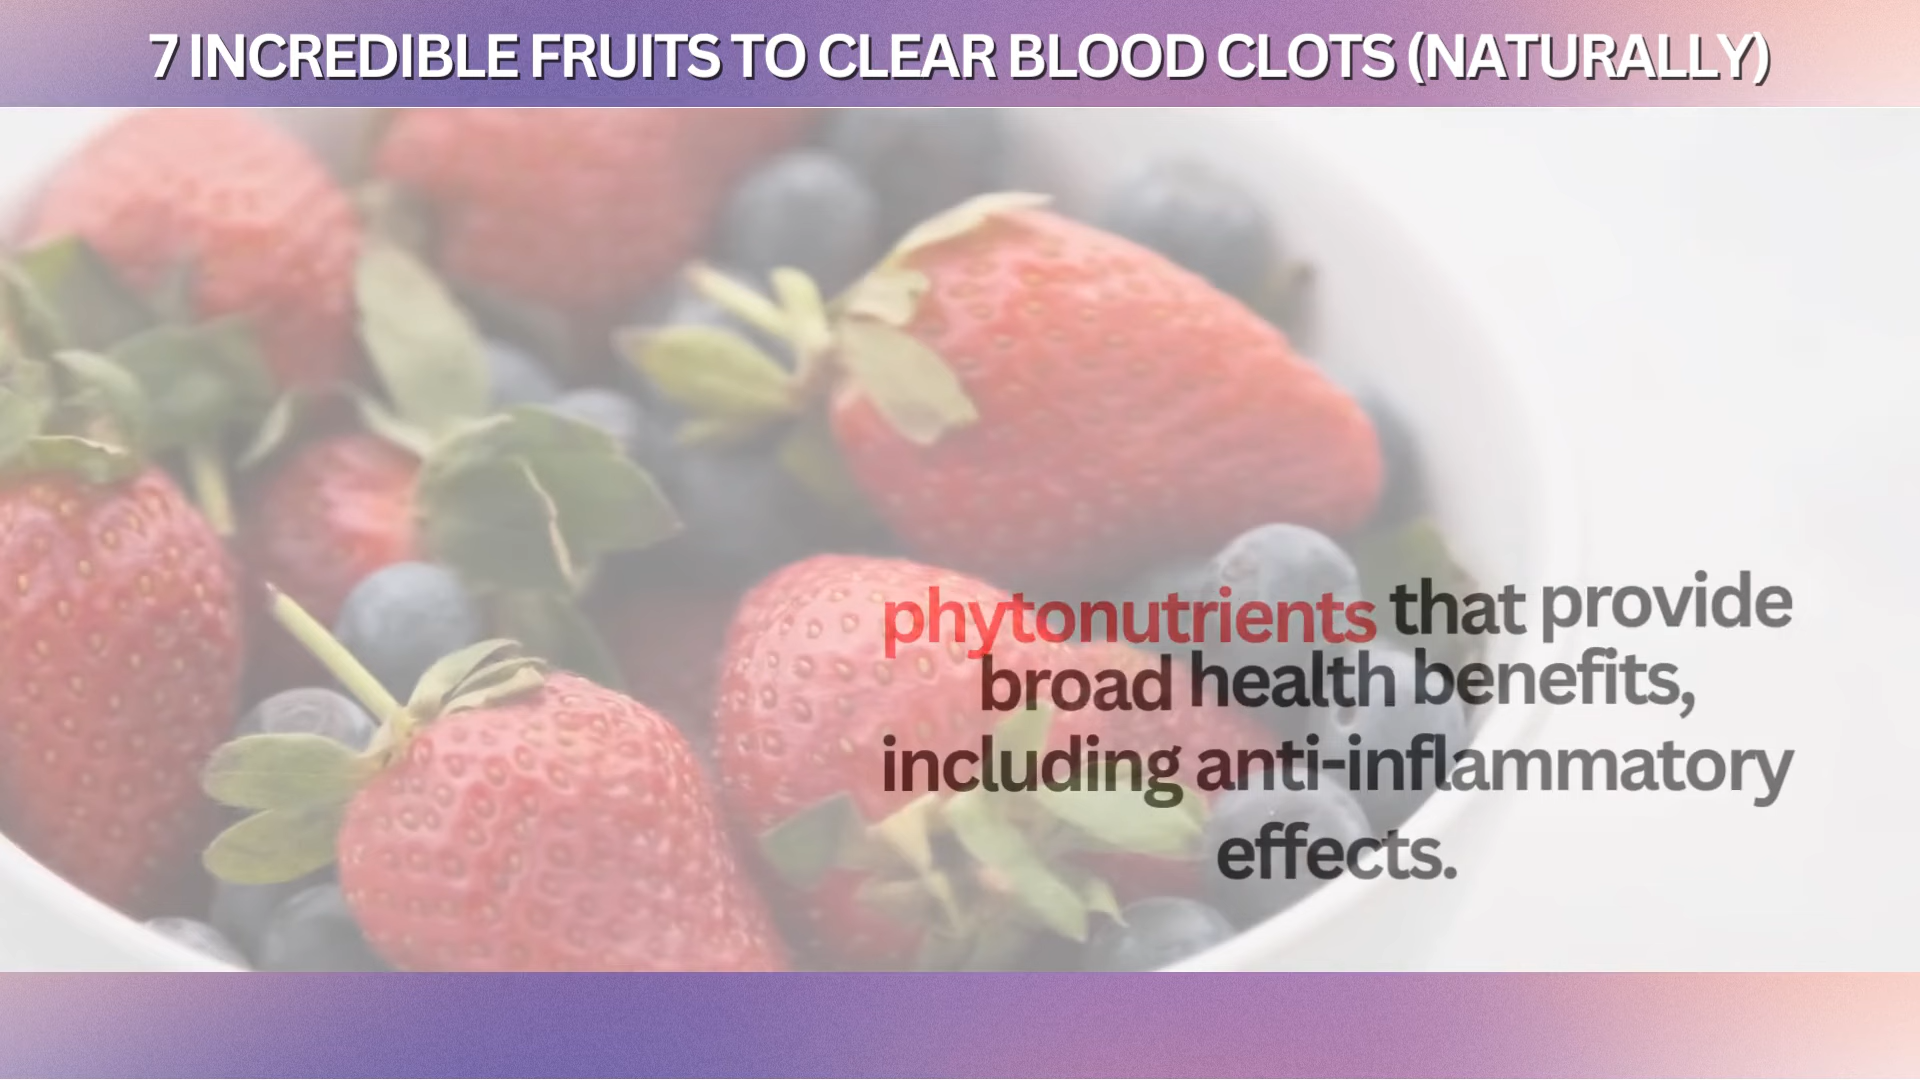 7 INCREDIBLE FRUITS TO CLEAR BLOOD CLOTS (NATURALLY)
phytonutrients that provide
broad health benefits,
including anti-inflammatory
effects.